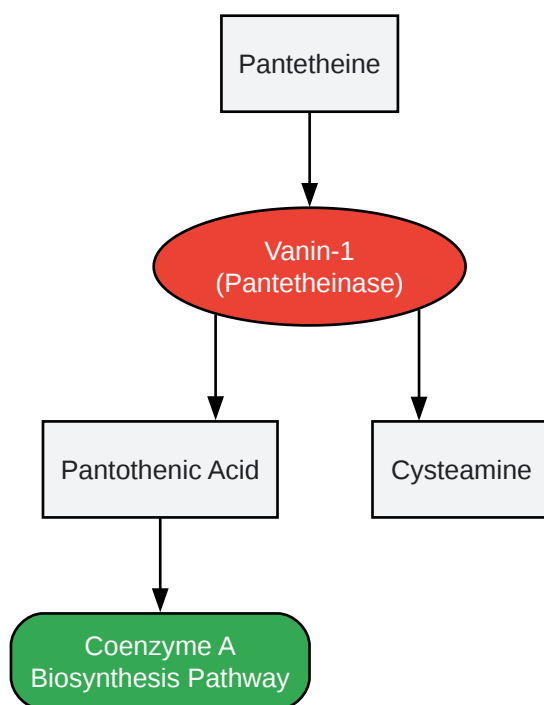 Pantetheine
Vanin-1
(Pantetheinase)
Pantothenic Acid
Cysteamine
Coenzyme A
Biosynthesis Pathway